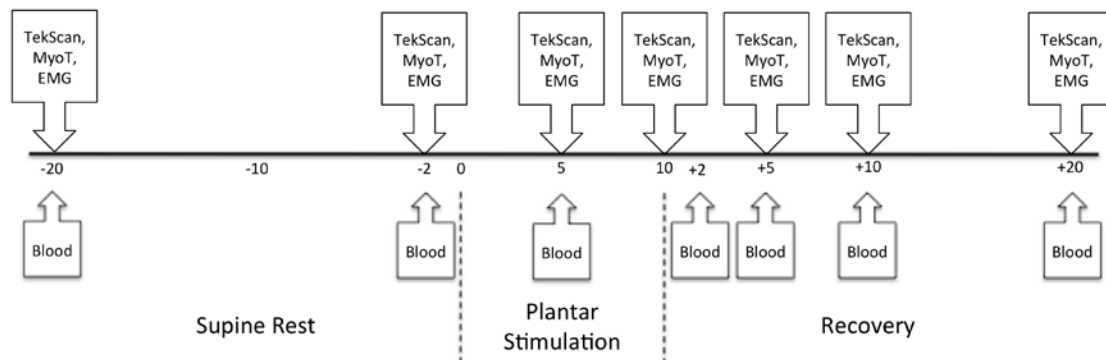 TekScan,
MyoT,
EMG
TekScan,
MyoT,
EMG
TekScan,
MyoT,
EMG
TekScan,
MyoT,
EMG
TekScan,
MyoT,
EMG
TekScan,
MyoT,
EMG
TekScan,
MyoT,
EMG
-20 -10 -2 0 5 10 +2 +5 +10 +20
Blood Blood Blood Blood Blood Blood Blood
Supine Rest
Plantar
Stimulation
Recovery